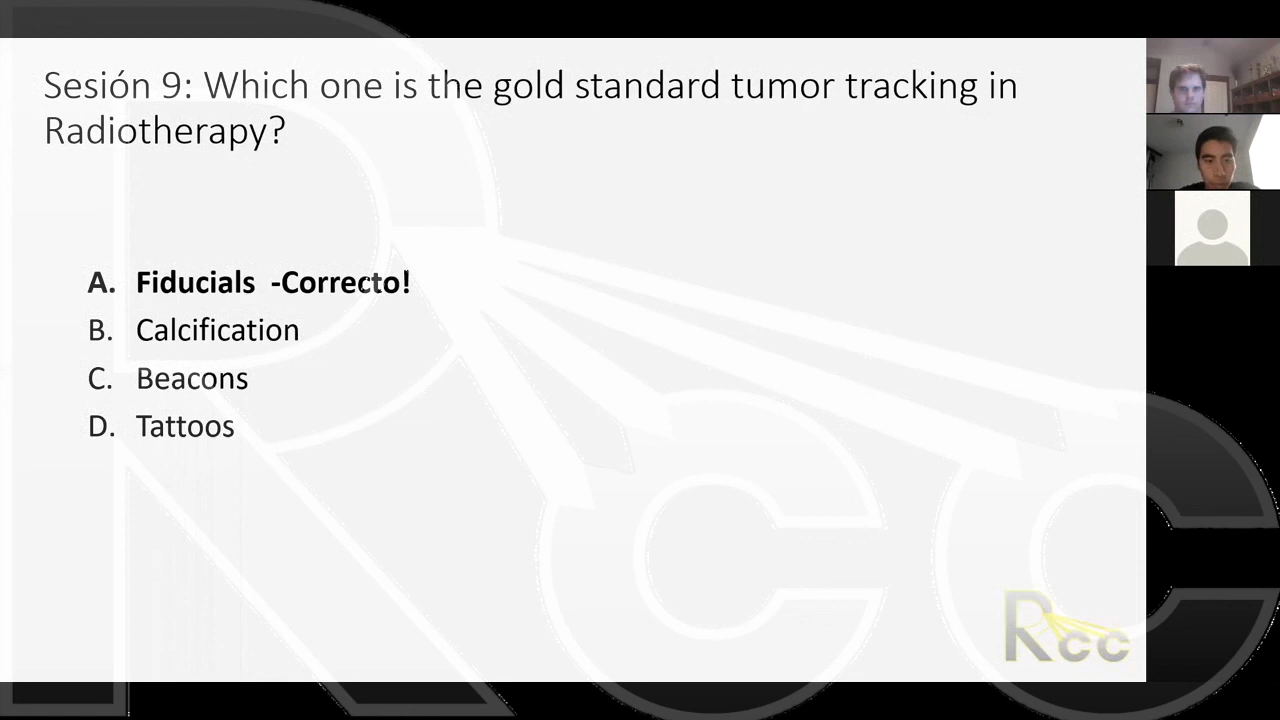 Sesión 9: Which one is the gold standard tumor tracking in
Radiotherapy?
A. Fiducials -Correcto!
B. Calcification
C. Beacons
D. Tattoos
Rcc